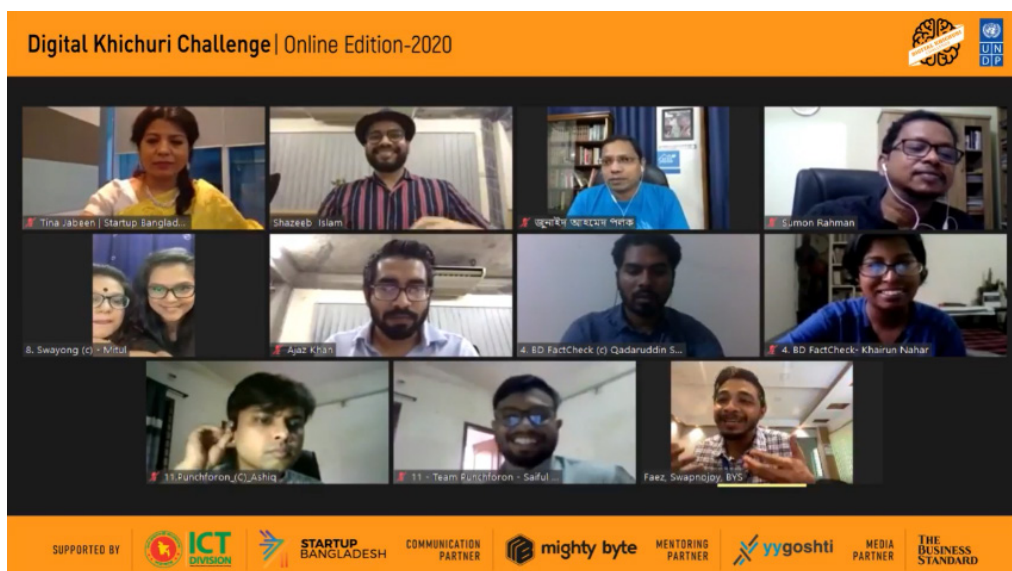 Digital Khichuri Challenge | Online Edition-2020
DIGITAL KHICHURI
U N
D P
Tina Jabeen | Startup Banglad...
Shazeeb Islam
জুনাইদ আহমেদ পলক
Sumon Rahman
8. Swayong (c) - Mitul
Ajaz Khan
4. BD FactCheck (c) Qadaruddin S...
4. BD FactCheck- Khairun Nahar
11 Punchforon_(C)_Ashiq
11 - Team Punchforon - Saiful ...
Faez, Swapnojoy, BYS
SUPPORTED BY
ICT
DIVISION
STARTUP
BANGLADESH
COMMUNICATION
PARTNER
mighty byte
MENTORING
PARTNER
yygoshti
MEDIA
PARTNER
THE
BUSINESS
STANDARD